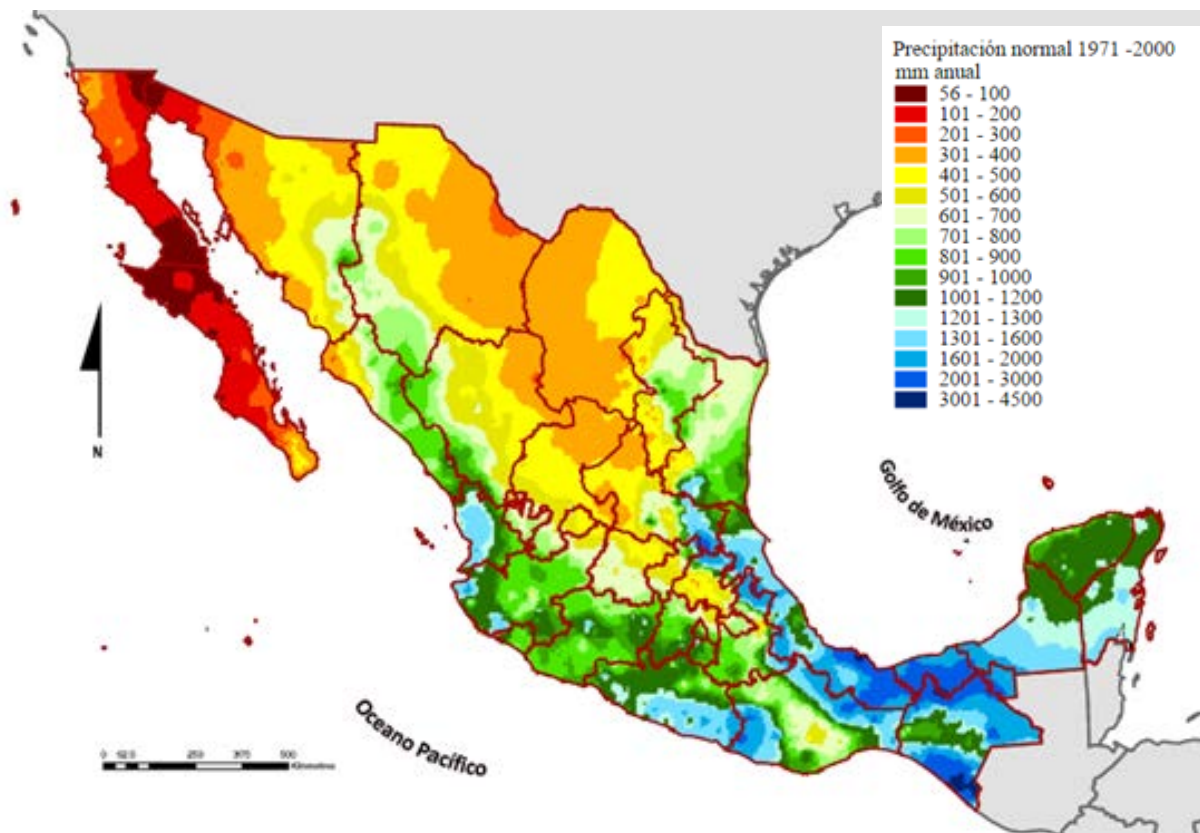 Precipitación normal 1971 -2000
mm anual
56 - 100
101 - 200
201 - 300
301 - 400
401 - 500
501 - 600
601 - 700
701 - 800
801 - 900
901 - 1000
1001 - 1200
1201 - 1300
1301 - 1600
1601 - 2000
2001 - 3000
3001 - 4500
N
Golfo de México
Oceano Pacífico
0 250 500